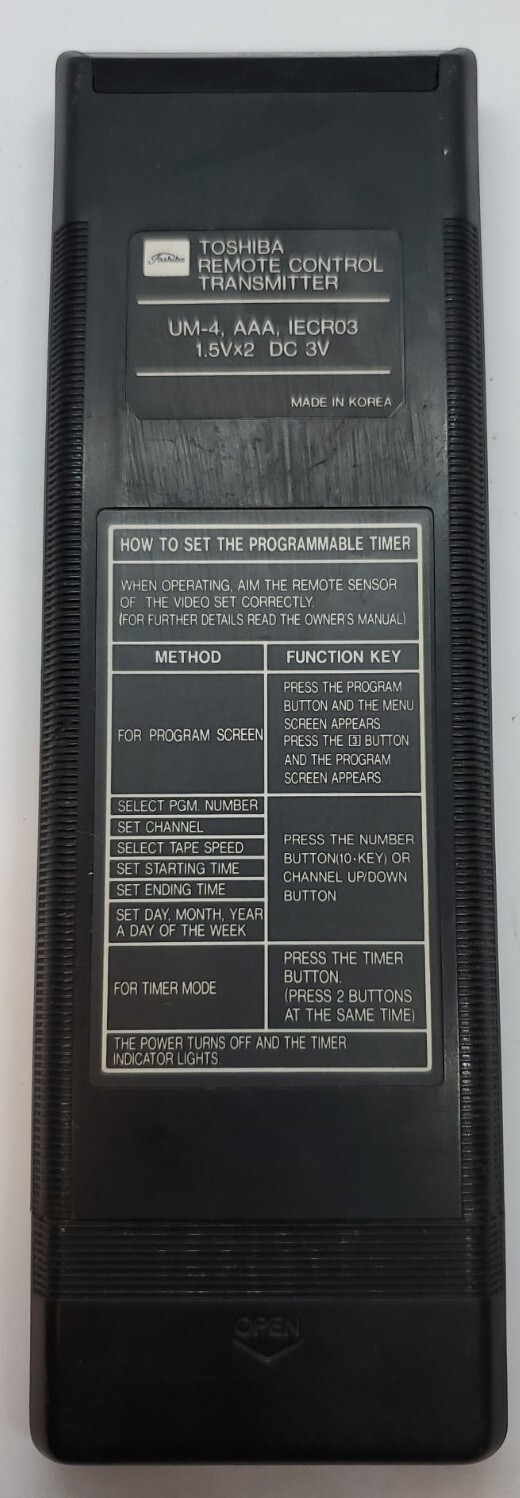 Toshiba
TOSHIBA
REMOTE CONTROL
TRANSMITTER
UM-4, AAA, IECR03
1.5V×2 DC 3V
MADE IN KOREA
HOW TO SET THE PROGRAMMABLE TIMER
WHEN OPERATING, AIM THE REMOTE SENSOR
OF THE VIDEO SET CORRECTLY.
(FOR FURTHER DETAILS READ THE OWNER'S MANUAL)
METHOD
FUNCTION KEY
FOR PROGRAM SCREEN
PRESS THE PROGRAM
BUTTON AND THE MENU
SCREEN APPEARS.
PRESS THE 3 BUTTON
AND THE PROGRAM
SCREEN APPEARS.
SELECT PGM. NUMBER
SET CHANNEL
SELECT TAPE SPEED
SET STARTING TIME
SET ENDING TIME
SET DAY, MONTH, YEAR
A DAY OF THE WEEK
PRESS THE NUMBER
BUTTON(10-KEY) OR
CHANNEL UP/DOWN
BUTTON
FOR TIMER MODE
PRESS THE TIMER
BUTTON.
(PRESS 2 BUTTONS
AT THE SAME TIME)
THE POWER TURNS OFF AND THE TIMER
INDICATOR LIGHTS.
OPEN